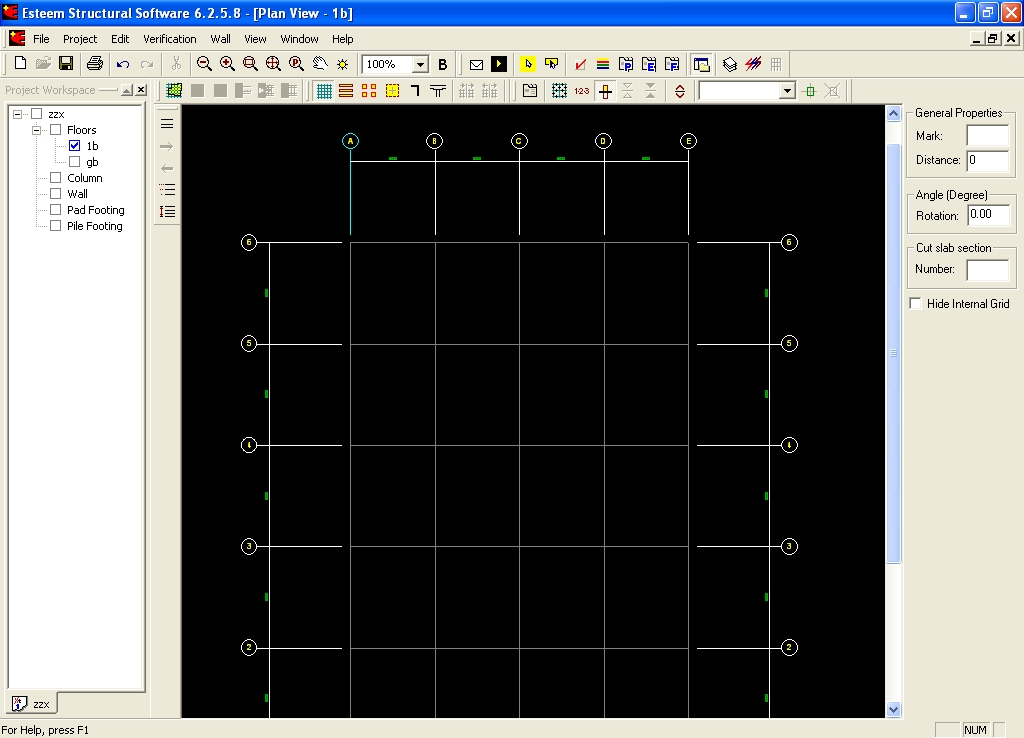 Esteem Structural Software 6.2.5.8 - [Plan View - 1b]
File Project Edit Verification Wall View Window Help
100% B
Project Workspace
1-2-3
zzx
Floors
1b
gb
Column
Wall
Pad Footing
Pile Footing
zzx
A B C D E
6 6
5 5
4 4
3 3
2 2
General Properties
Mark:
Distance: 0
Angle (Degree)
Rotation: 0.00
Cut slab section
Number:
Hide Internal Grid
For Help, press F1
NUM